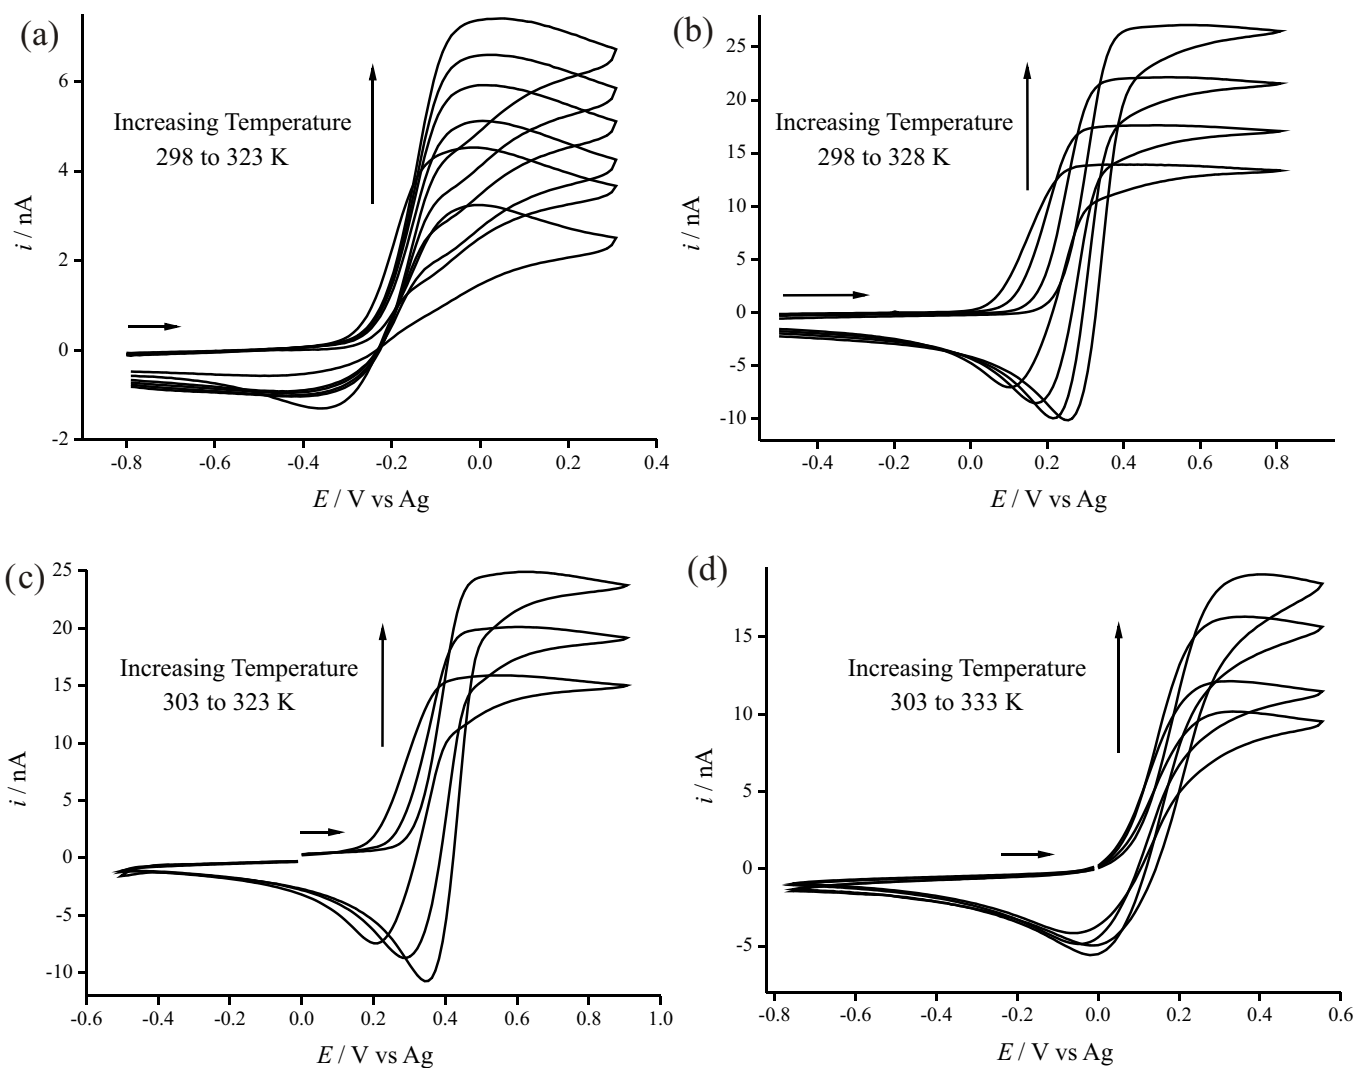 (a)
6
4
2
0
-2
i / nA
Increasing Temperature
298 to 323 K
-0.8 -0.6 -0.4 -0.2 0.0 0.2 0.4
E / V vs Ag
(b)
25
20
15
10
5
0
-5
-10
i / nA
Increasing Temperature
298 to 328 K
-0.4 -0.2 0.0 0.2 0.4 0.6 0.8
E / V vs Ag
(c)
25
20
15
10
5
0
-5
-10
i / nA
Increasing Temperature
303 to 323 K
-0.6 -0.4 -0.2 0.0 0.2 0.4 0.6 0.8 1.0
E / V vs Ag
(d)
15
10
5
0
-5
i / nA
Increasing Temperature
303 to 333 K
-0.8 -0.6 -0.4 -0.2 0.0 0.2 0.4 0.6
E / V vs Ag